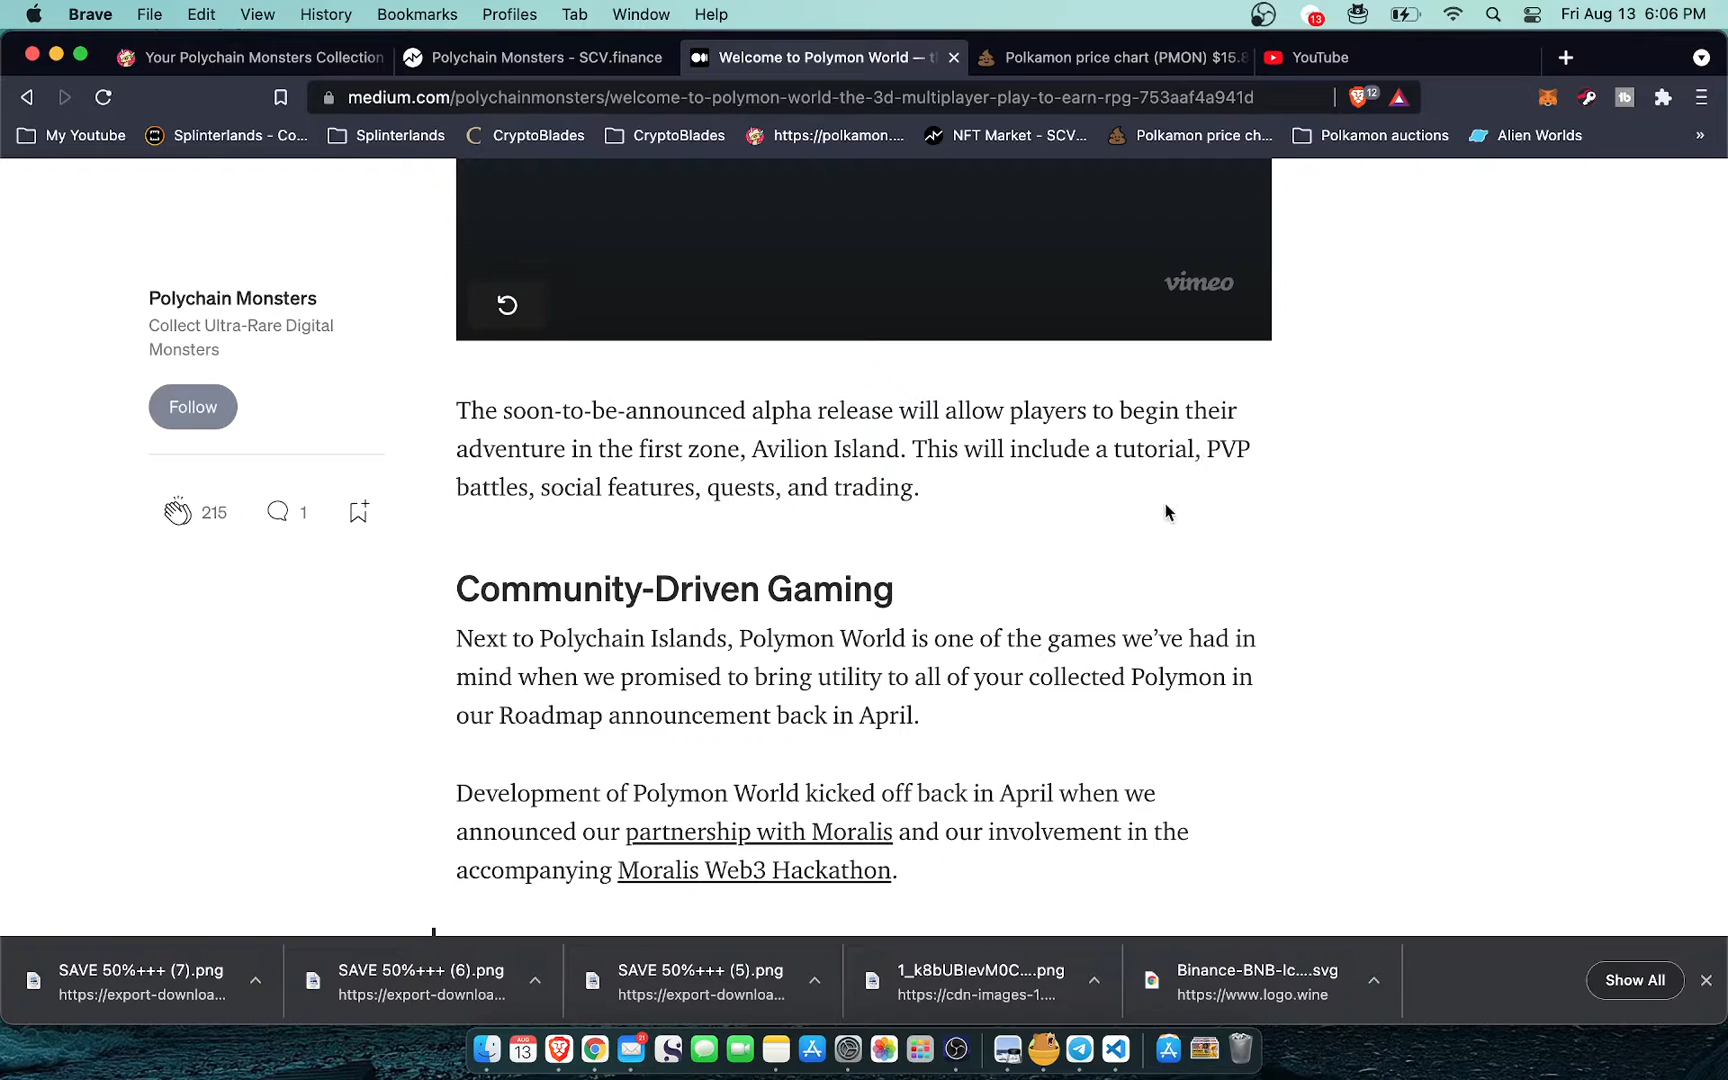 Brave File Edit View History Bookmarks Profiles Tab Window Help 13 Fri Aug 13 6:06 PM
Your Polychain Monsters Collection Polychain Monsters - SCV.finance Welcome to Polymon World — t Polkamon price chart (PMON) $15.8 YouTube
medium.com/polychainmonsters/welcome-to-polymon-world-the-3d-multiplayer-play-to-earn-rpg-753aaf4a941d 12 tb
My Youtube Splinterlands - Co... Splinterlands CryptoBlades CryptoBlades https://polkamon.... NFT Market - SCV... Polkamon price ch... Polkamon auctions Alien Worlds »
vimeo
Polychain Monsters
Collect Ultra-Rare Digital
Monsters
Follow
215 1
The soon-to-be-announced alpha release will allow players to begin their
adventure in the first zone, Avilion Island. This will include a tutorial, PVP
battles, social features, quests, and trading.
Community-Driven Gaming
Next to Polychain Islands, Polymon World is one of the games we've had in
mind when we promised to bring utility to all of your collected Polymon in
our Roadmap announcement back in April.
Development of Polymon World kicked off back in April when we
announced our partnership with Moralis and our involvement in the
accompanying Moralis Web3 Hackathon.
SAVE 50%+++ (7).png SAVE 50%+++ (6).png SAVE 50%+++ (5).png 1_k8bUBlevM0C....png Binance-BNB-Ic....svg Show All
https://export-downloa... https://export-downloa... https://export-downloa... https://cdn-images-1.... https://www.logo.wine
AUG 13 21